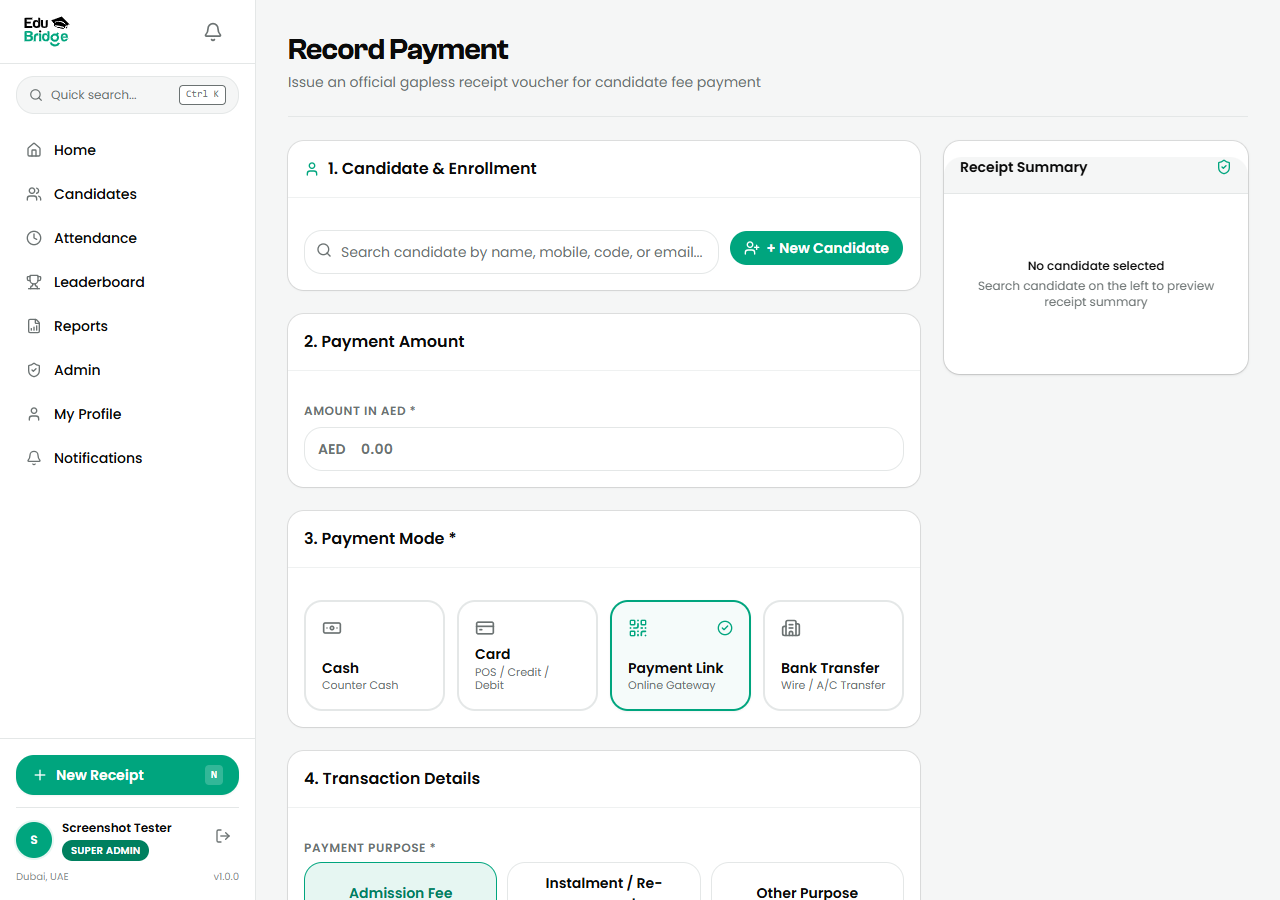 Edu
Bridge
Quick search...
Ctrl K
Home
Candidates
Attendance
Leaderboard
Reports
Admin
My Profile
Notifications
New Receipt
N
S
Screenshot Tester
SUPER ADMIN
Dubai, UAE
v1.0.0
Record Payment
Issue an official gapless receipt voucher for candidate fee payment
1. Candidate & Enrollment
Search candidate by name, mobile, code, or email...
+ New Candidate
2. Payment Amount
AMOUNT IN AED *
AED 0.00
3. Payment Mode *
Cash
Counter Cash
Card
POS / Credit /
Debit
Payment Link
Online Gateway
Bank Transfer
Wire / A/C Transfer
4. Transaction Details
PAYMENT PURPOSE *
Admission Fee
Instalment / Re-
Other Purpose
Receipt Summary
No candidate selected
Search candidate on the left to preview
receipt summary